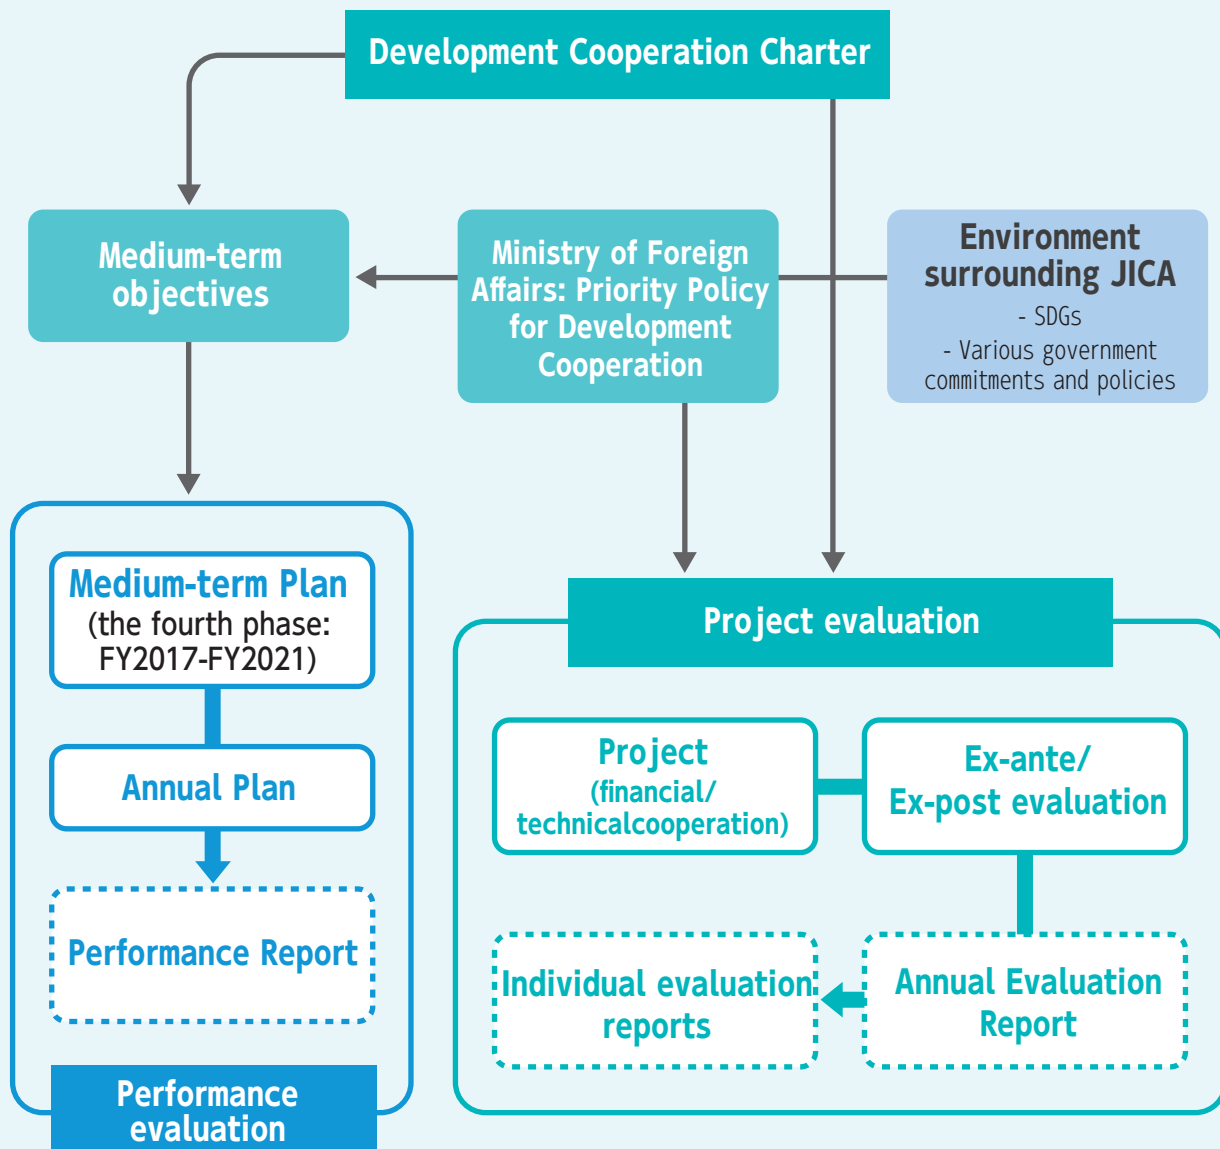 Development Cooperation Charter
Medium-term
objectives
Ministry of Foreign
Affairs: Priority Policy
for Development
Cooperation
Environment
surrounding JICA
- SDGs
- Various government
commitments and policies
Medium-term Plan
(the fourth phase:
FY2017-FY2021)
Annual Plan
Performance Report
Performance
evaluation
Project evaluation
Project
(financial/
technicalcooperation)
Ex-ante/
Ex-post evaluation
Individual evaluation
reports
Annual Evaluation
Report